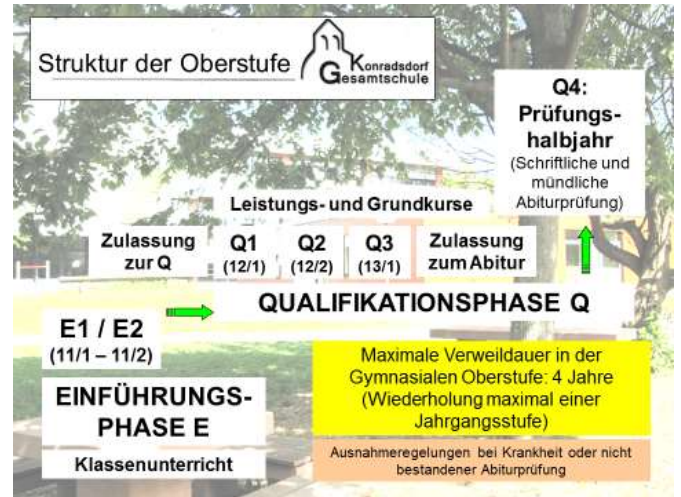 Struktur der Oberstufe
Konradsdorf
Gesamtschule
Q4:
Prüfungs-
halbjahr
(Schriftliche und
mündliche
Abiturprüfung)
Leistungs- und Grundkurse
Zulassung
zur Q
Q1
(12/1)
Q2
(12/2)
Q3
(13/1)
Zulassung
zum Abitur
QUALIFIKATIONSPHASE Q
E1 / E2
(11/1 – 11/2)
EINFÜHRUNGS-
PHASE E
Klassenunterricht
Maximale Verweildauer in der
Gymnasialen Oberstufe: 4 Jahre
(Wiederholung maximal einer
Jahrgangsstufe)
Ausnahmeregelungen bei Krankheit oder nicht
bestandener Abiturprüfung